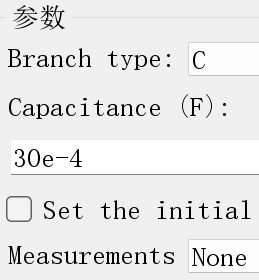 参数
Branch type: C
Capacitance (F):
30e-4
Set the initial
Measurements None